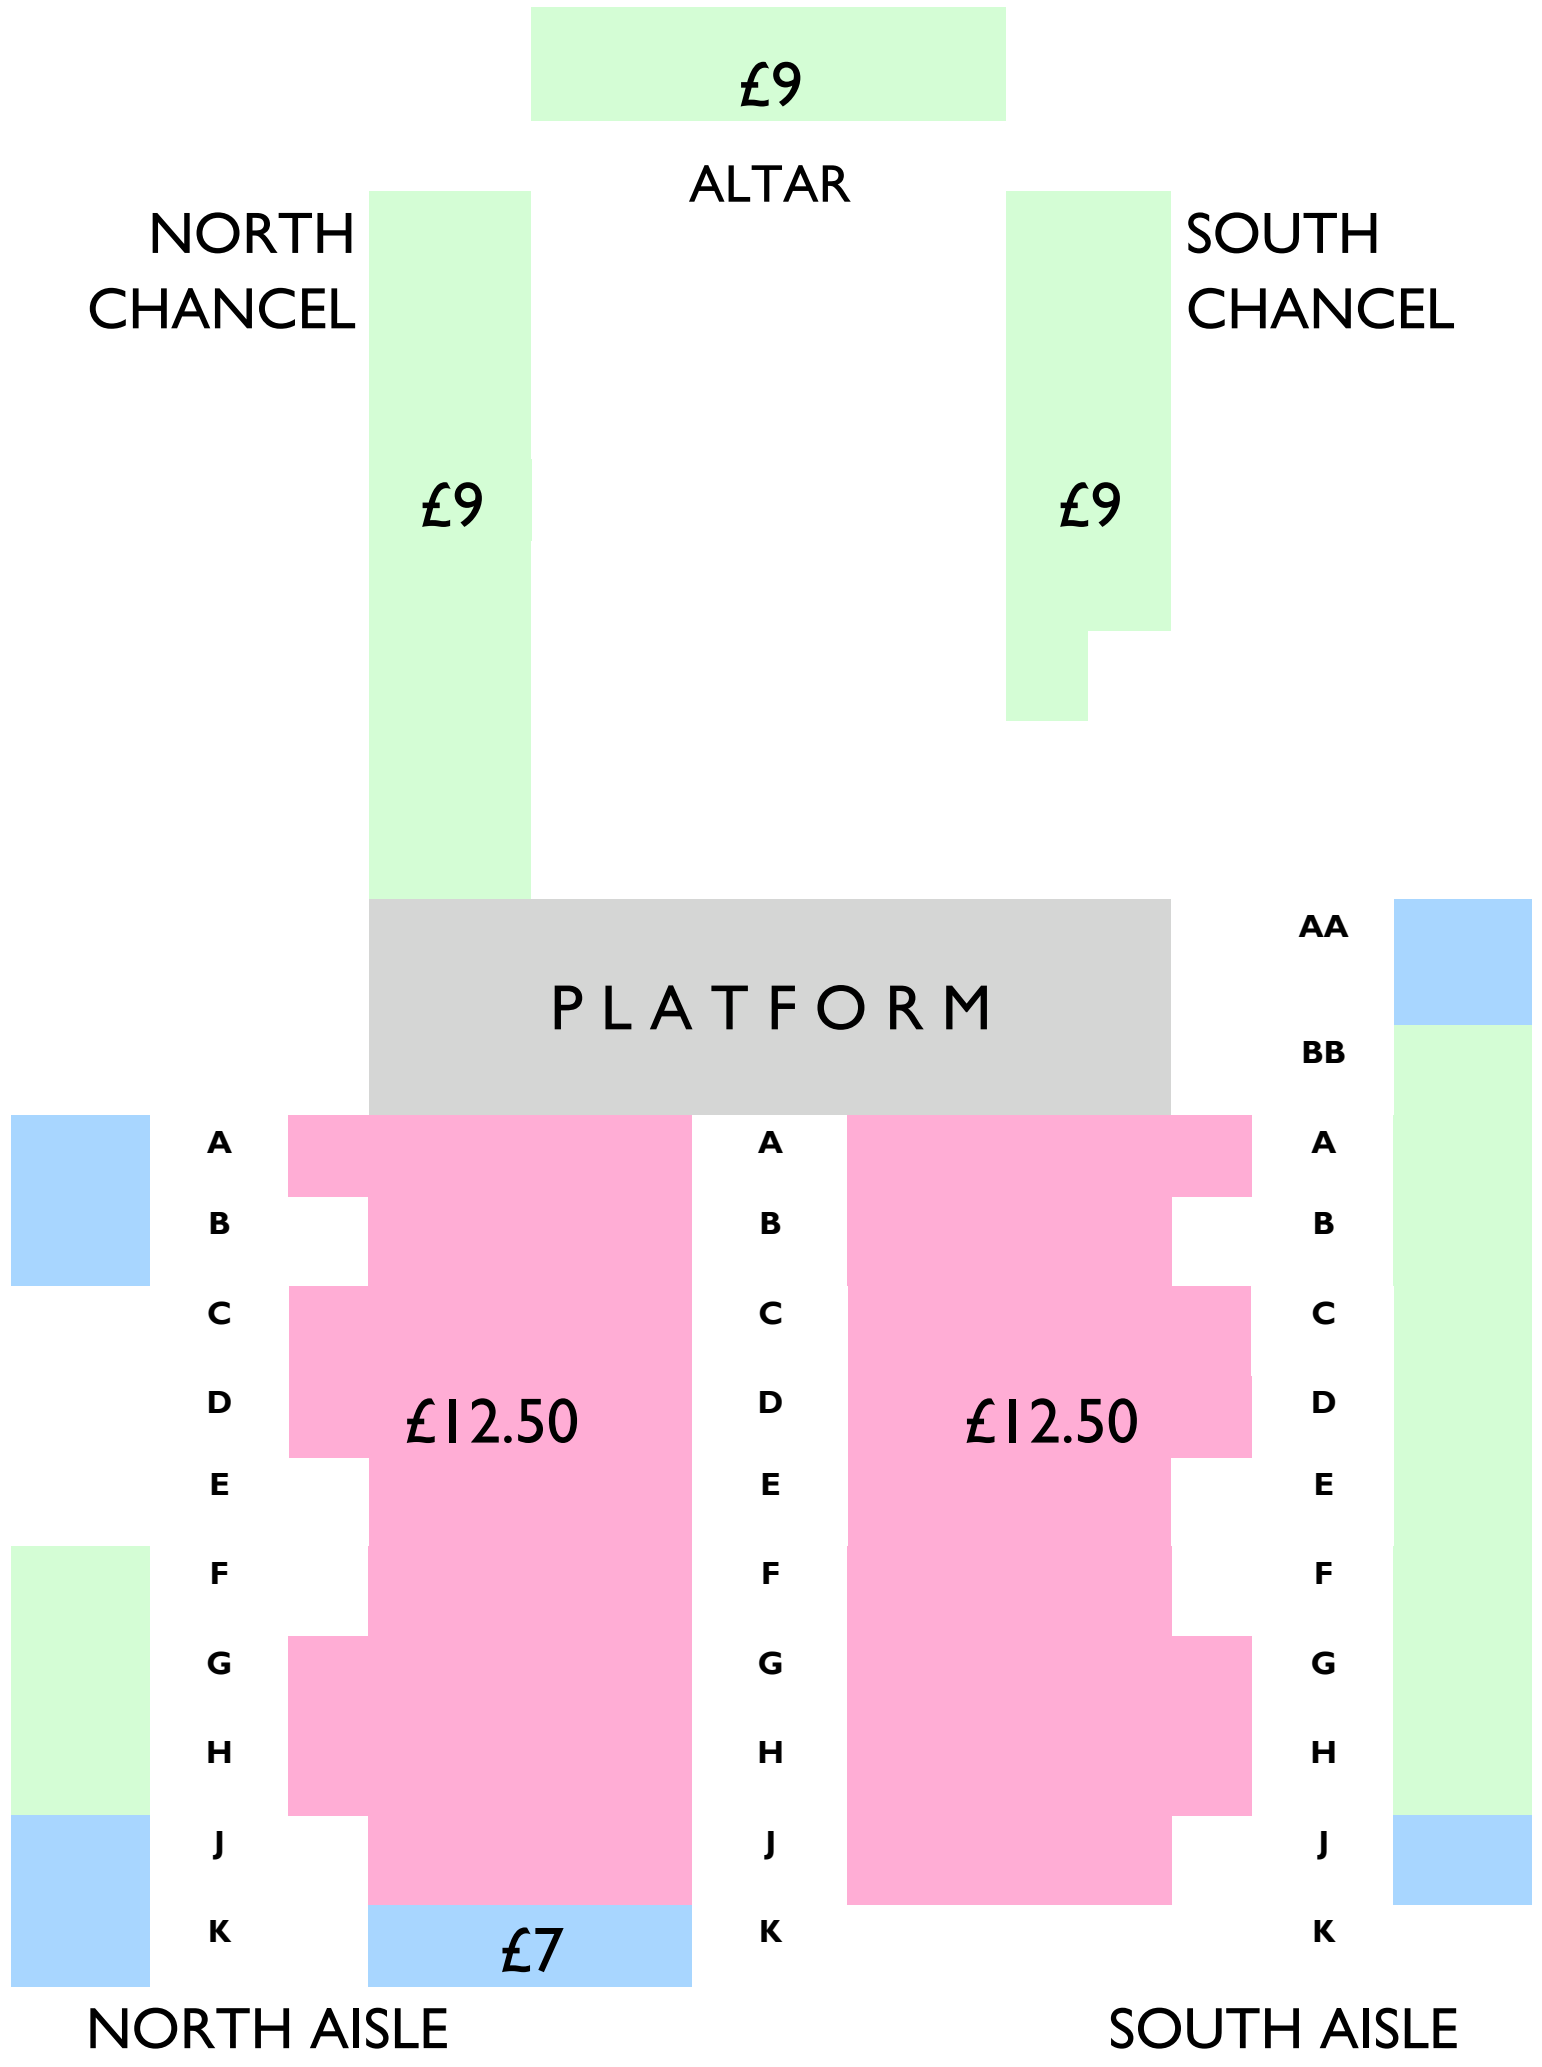 £9
ALTAR
NORTH
CHANCEL
SOUTH
CHANCEL
£9
£9
AA
PLATFORM
BB
A A A
B B B
C C C
D £12.50 D £12.50 D
E E E
F F F
G G G
H H H
J J J
K £7 K K
NORTH AISLE
SOUTH AISLE